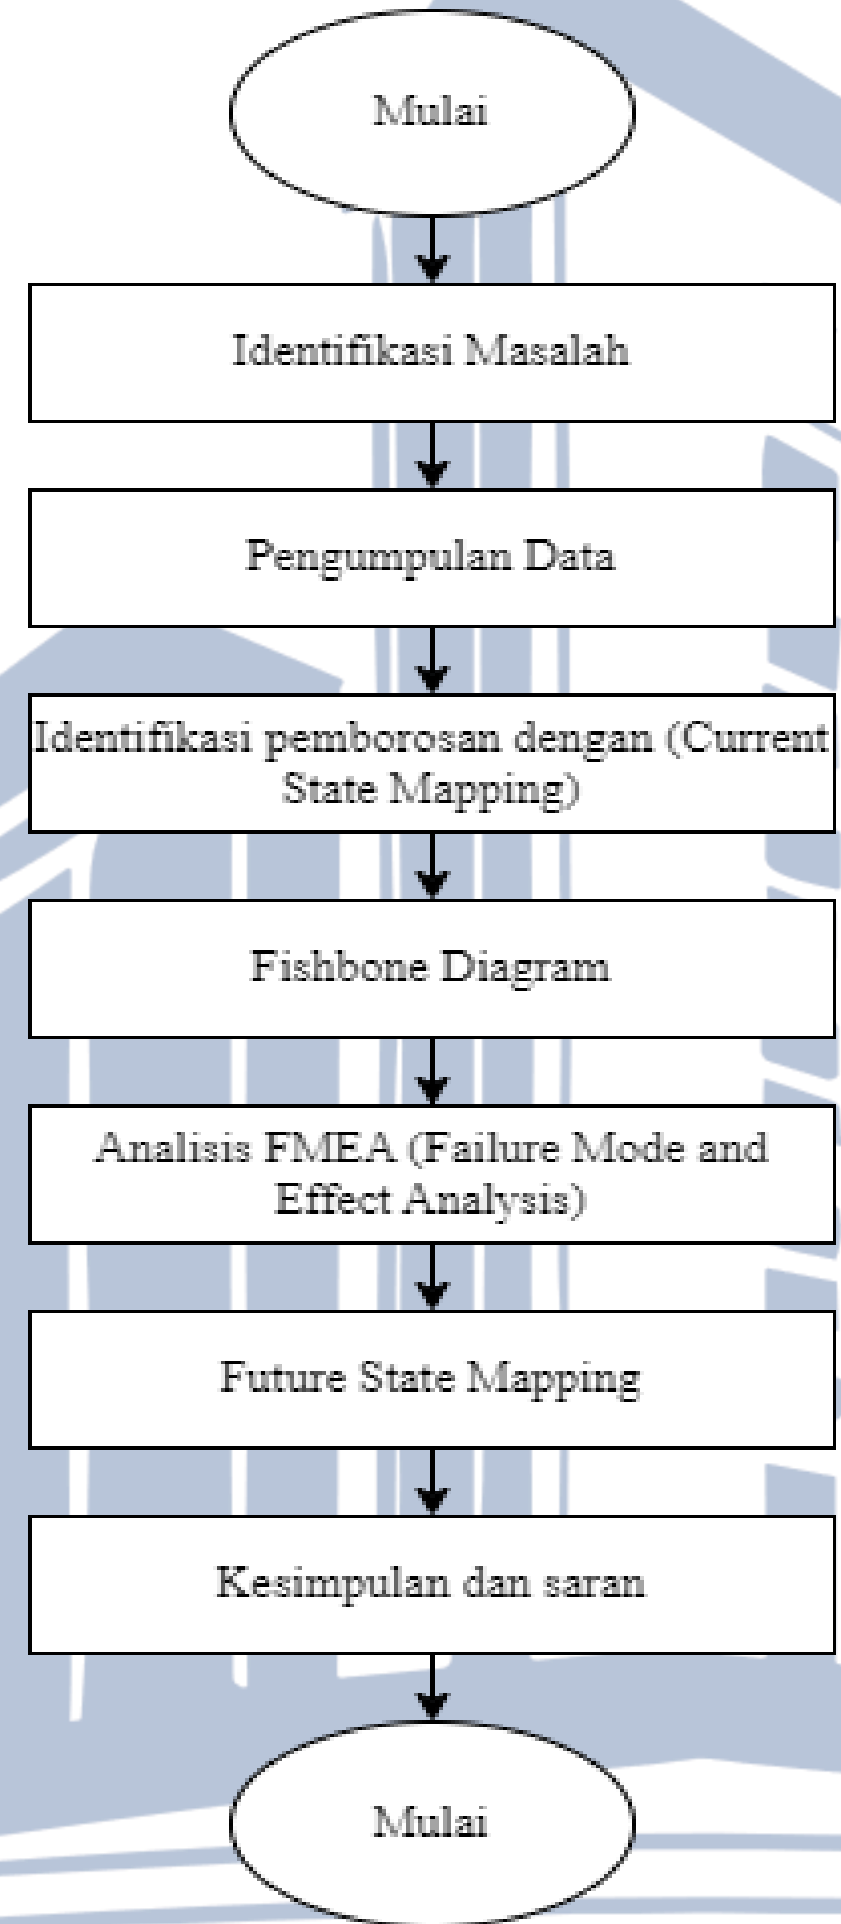 Mulai
Identifikasi Masalah
Pengumpulan Data
Identifikasi pemborosan dengan (Current
State Mapping)
Fishbone Diagram
Analisis FMEA (Failure Mode and
Effect Analysis)
Future State Mapping
Kesimpulan dan saran
Mulai